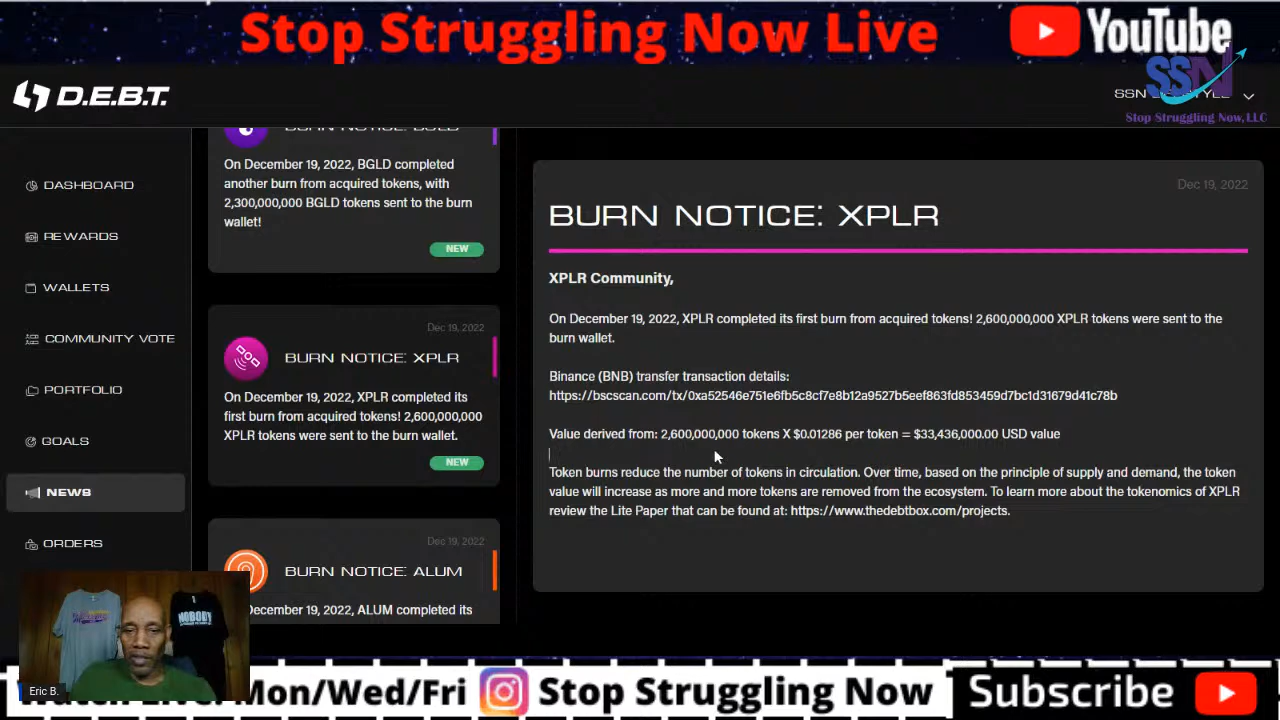 Stop Struggling Now Live
YouTube
D.E.B.T.
SSN
Stop Struggling Now, LLC
DASHBOARD
REWARDS
WALLETS
COMMUNITY VOTE
PORTFOLIO
GOALS
NEWS
ORDERS
On December 19, 2022, BGLD completed
another burn from acquired tokens, with
2,300,000,000 BGLD tokens sent to the burn
wallet!
NEW
Dec 19, 2022
BURN NOTICE: XPLR
On December 19, 2022, XPLR completed its
first burn from acquired tokens! 2,600,000,000
XPLR tokens were sent to the burn wallet.
NEW
Dec 19, 2022
BURN NOTICE: ALUM
December 19, 2022, ALUM completed its
Dec 19, 2022
BURN NOTICE: XPLR
XPLR Community,
On December 19, 2022, XPLR completed its first burn from acquired tokens! 2,600,000,000 XPLR tokens were sent to the
burn wallet.
Binance (BNB) transfer transaction details:
https://bscscan.com/tx/0xa52546e751e6fb5c8cf7e8b12a9527b5eef863fd853459d7bc1d31679d41c78b
Value derived from: 2,600,000,000 tokens X $0.01286 per token = $33,436,000.00 USD value
Token burns reduce the number of tokens in circulation. Over time, based on the principle of supply and demand, the token
value will increase as more and more tokens are removed from the ecosystem. To learn more about the tokenomics of XPLR
review the Lite Paper that can be found at: https://www.thedebtbox.com/projects.
NOBODY
Eric B.
Mon/Wed/Fri
Stop Struggling Now
Subscribe